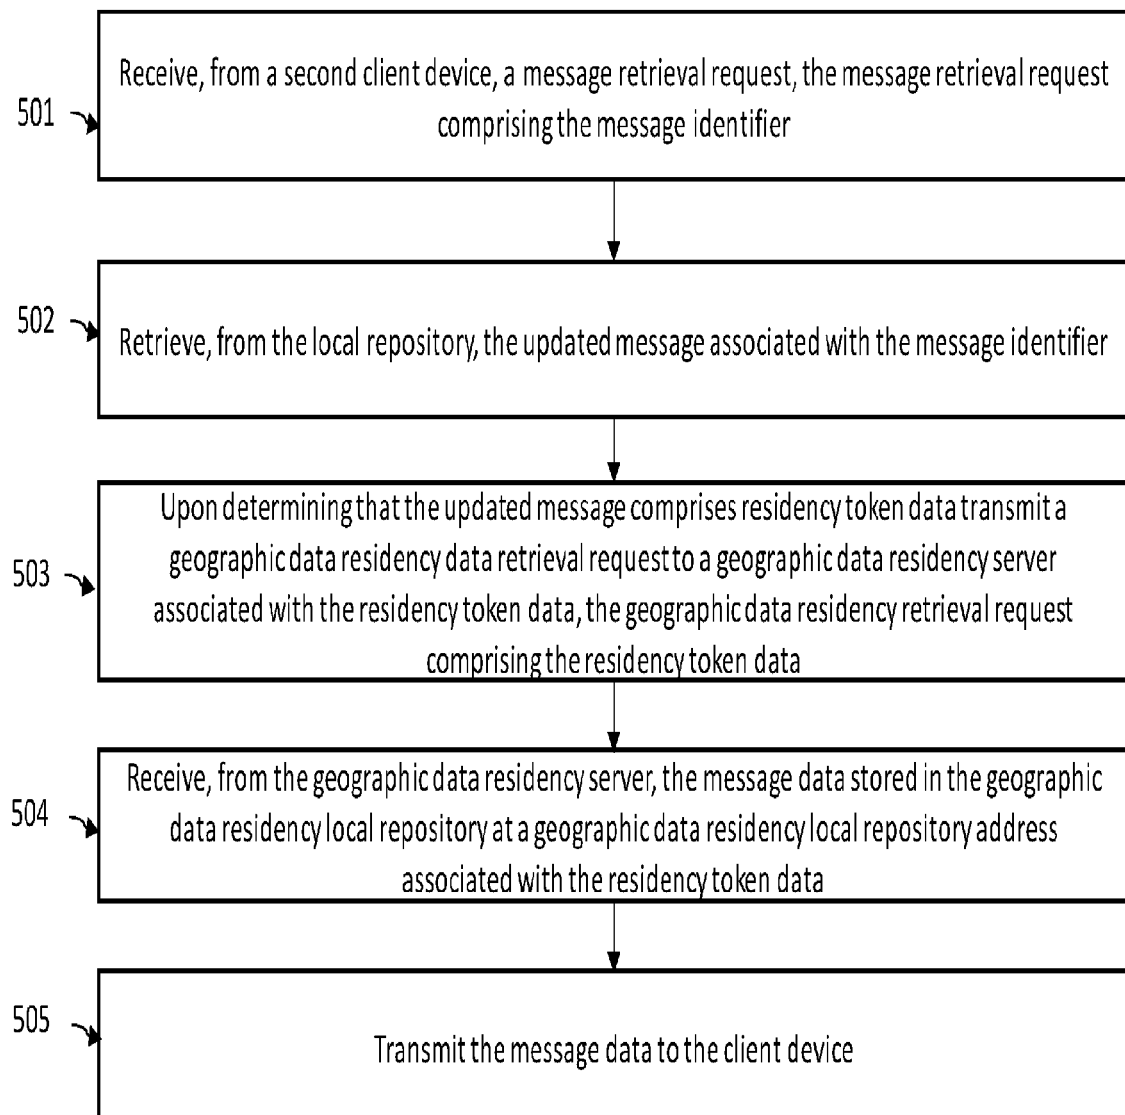 Receive, from a second client device, a message retrieval request, the message retrieval request
501
comprising the message identifier
502
Retrieve, from the local repository, the updated message associated with the message identifier
Upon determining that the updated message comprises residency token data transmit a
geographic data residency data retrieval request to a geographic data residency server
503
associated with the residency token data, the geographic data residency retrieval request
comprising the residency token data
Receive, from the geographic data residency server, the message data stored in the geographic
504
data residency local repository at a geographic data residency local repository address
associated with the residency token data
505
Transmit the message data to the client device